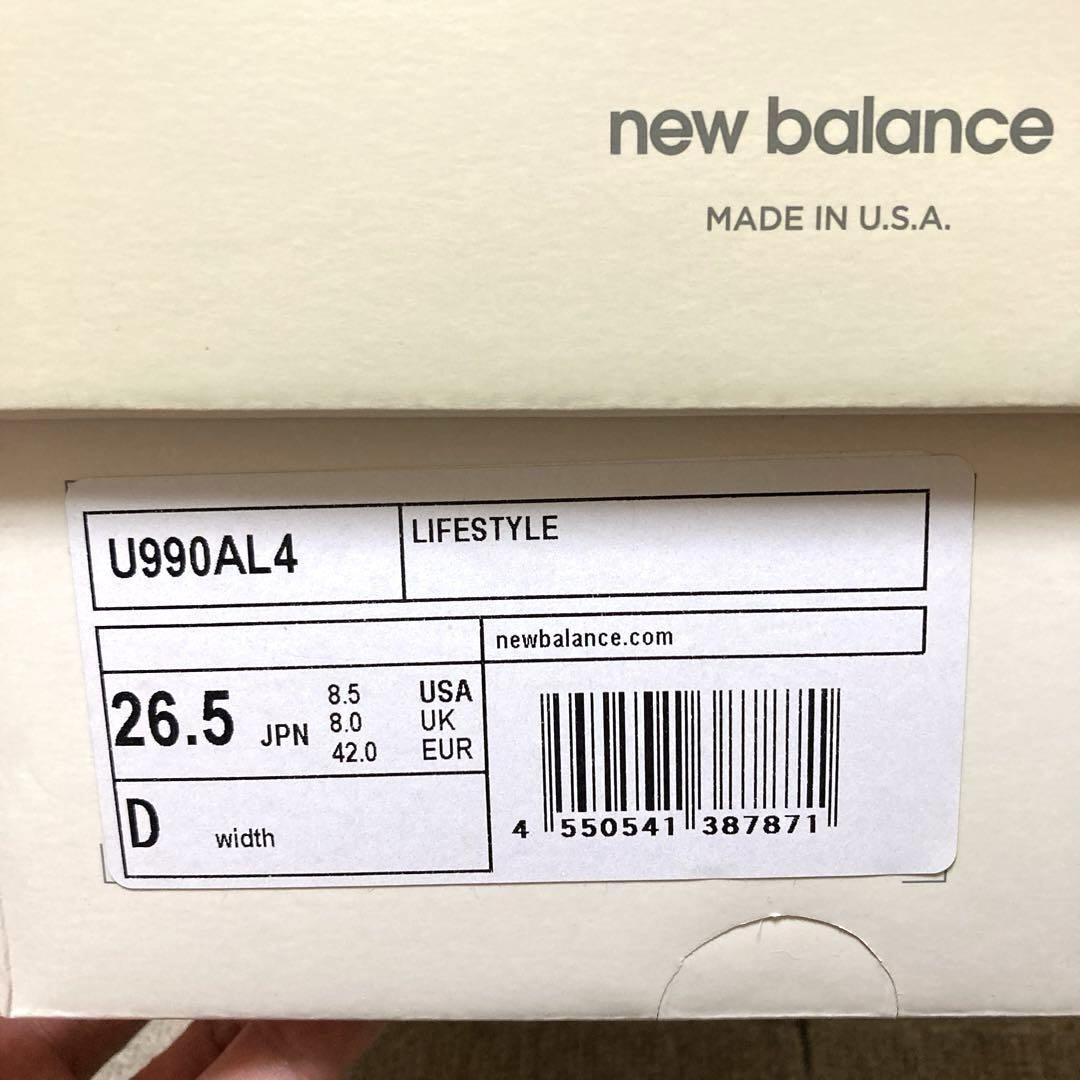 new balance
MADE IN U.S.A.
U990AL4
LIFESTYLE
newbalance.com
26.5 JPN
8.5 USA
8.0 UK
42.0 EUR
D width
4 550541 387871